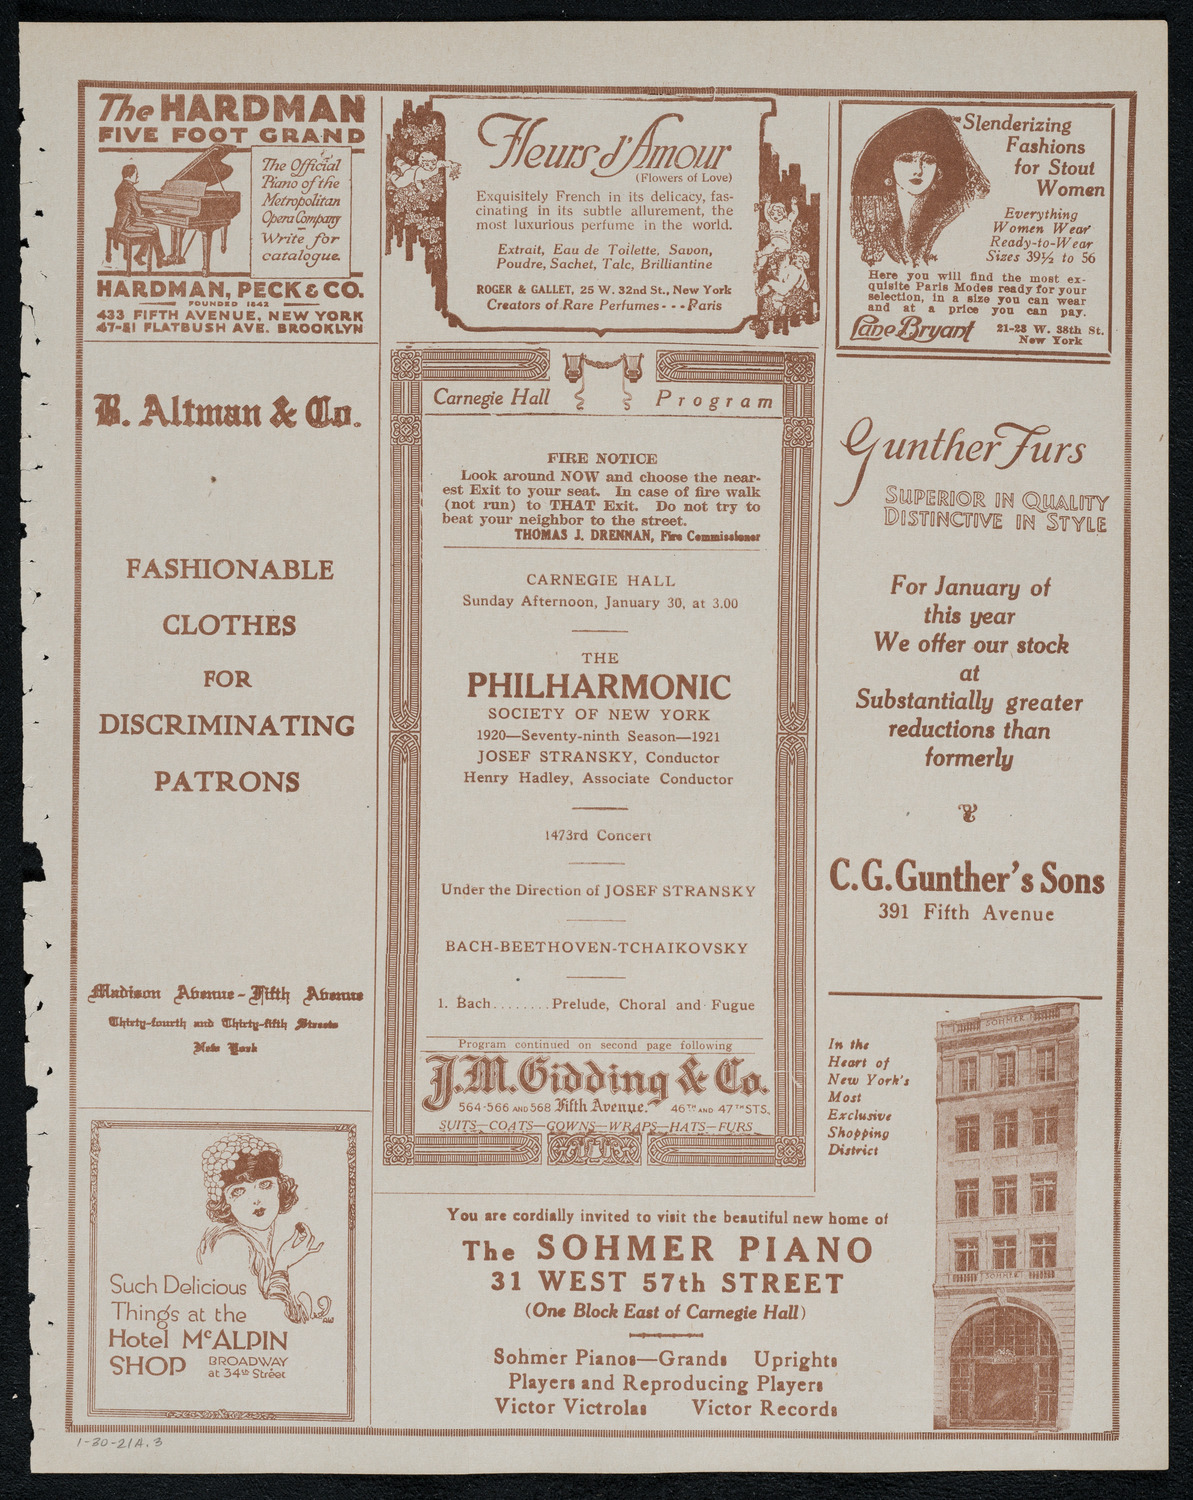 The HARDMAN
FIVE FOOT GRAND
The Official
Piano of the
Metropolitan
Opera Company
Write for
catalogue.
HARDMAN, PECK & CO.
FOUNDED 1842
433 FIFTH AVENUE, NEW YORK
47-51 FLATBUSH AVE. BROOKLYN
Fleurs d'Amour
(Flowers of Love)
Exquisitely French in its delicacy, fas-
cinating in its subtle allurement, the
most luxurious perfume in the world.
Extrait, Eau de Toilette, Savon,
Poudre, Sachet, Talc, Brilliantine
ROGER & GALLET, 25 W. 32nd St., New York
Creators of Rare Perfumes - - - Paris
Slenderizing
Fashions
for Stout
Women
Everything
Women Wear
Ready-to-Wear
Sizes 39½ to 56
Here you will find the most ex-
quisite Paris Modes ready for your
selection, in a size you can wear
and at a price you can pay.
Lane Bryant
21-23 W. 38th St.
New York
B. Altman & Co.
FASHIONABLE
CLOTHES
FOR
DISCRIMINATING
PATRONS
Madison Avenue - Fifth Avenue
Thirty-fourth and Thirty-fifth Streets
New York
Such Delicious
Things at the
Hotel McALPIN
SHOP
BROADWAY
at 34th Street
Carnegie Hall Program
FIRE NOTICE
Look around NOW and choose the near-
est Exit to your seat. In case of fire walk
(not run) to THAT Exit. Do not try to
beat your neighbor to the street.
THOMAS J. DRENNAN, Fire Commissioner
CARNEGIE HALL
Sunday Afternoon, January 30, at 3.00
THE
PHILHARMONIC
SOCIETY OF NEW YORK
1920—Seventy-ninth Season—1921
JOSEF STRANSKY, Conductor
Henry Hadley, Associate Conductor
1473rd Concert
Under the Direction of JOSEF STRANSKY
BACH-BEETHOVEN-TCHAIKOVSKY
1. Bach........Prelude, Choral and Fugue
Program continued on second page following
J.M. Gidding & Co.
564-566 AND 568 Fifth Avenue. 46TH AND 47TH STS.
SUITS—COATS—GOWNS—WRAPS—HATS—FURS
Gunther Furs
SUPERIOR IN QUALITY
DISTINCTIVE IN STYLE
For January of
this year
We offer our stock
at
Substantially greater
reductions than
formerly
C.G. Gunther's Sons
391 Fifth Avenue
In the
Heart of
New York's
Most
Exclusive
Shopping
District
SOHMER
SOHMER
You are cordially invited to visit the beautiful new home of
The SOHMER PIANO
31 WEST 57th STREET
(One Block East of Carnegie Hall)
Sohmer Pianos—Grands Uprights
Players and Reproducing Players
Victor Victrolas Victor Records
1-30-21A.3